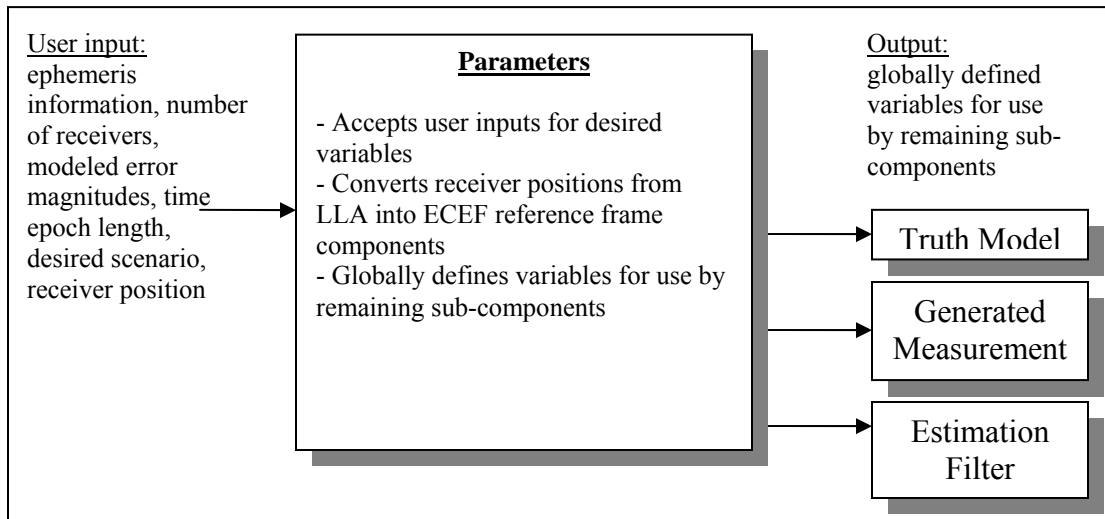 User input:
ephemeris
information, number
of receivers,
modeled error
magnitudes, time
epoch length,
desired scenario,
receiver position
Parameters
- Accepts user inputs for desired
variables
- Converts receiver positions from
LLA into ECEF reference frame
components
- Globally defines variables for use by
remaining sub-components
Output:
globally defined
variables for use
by remaining sub-
components
Truth Model
Generated
Measurement
Estimation
Filter